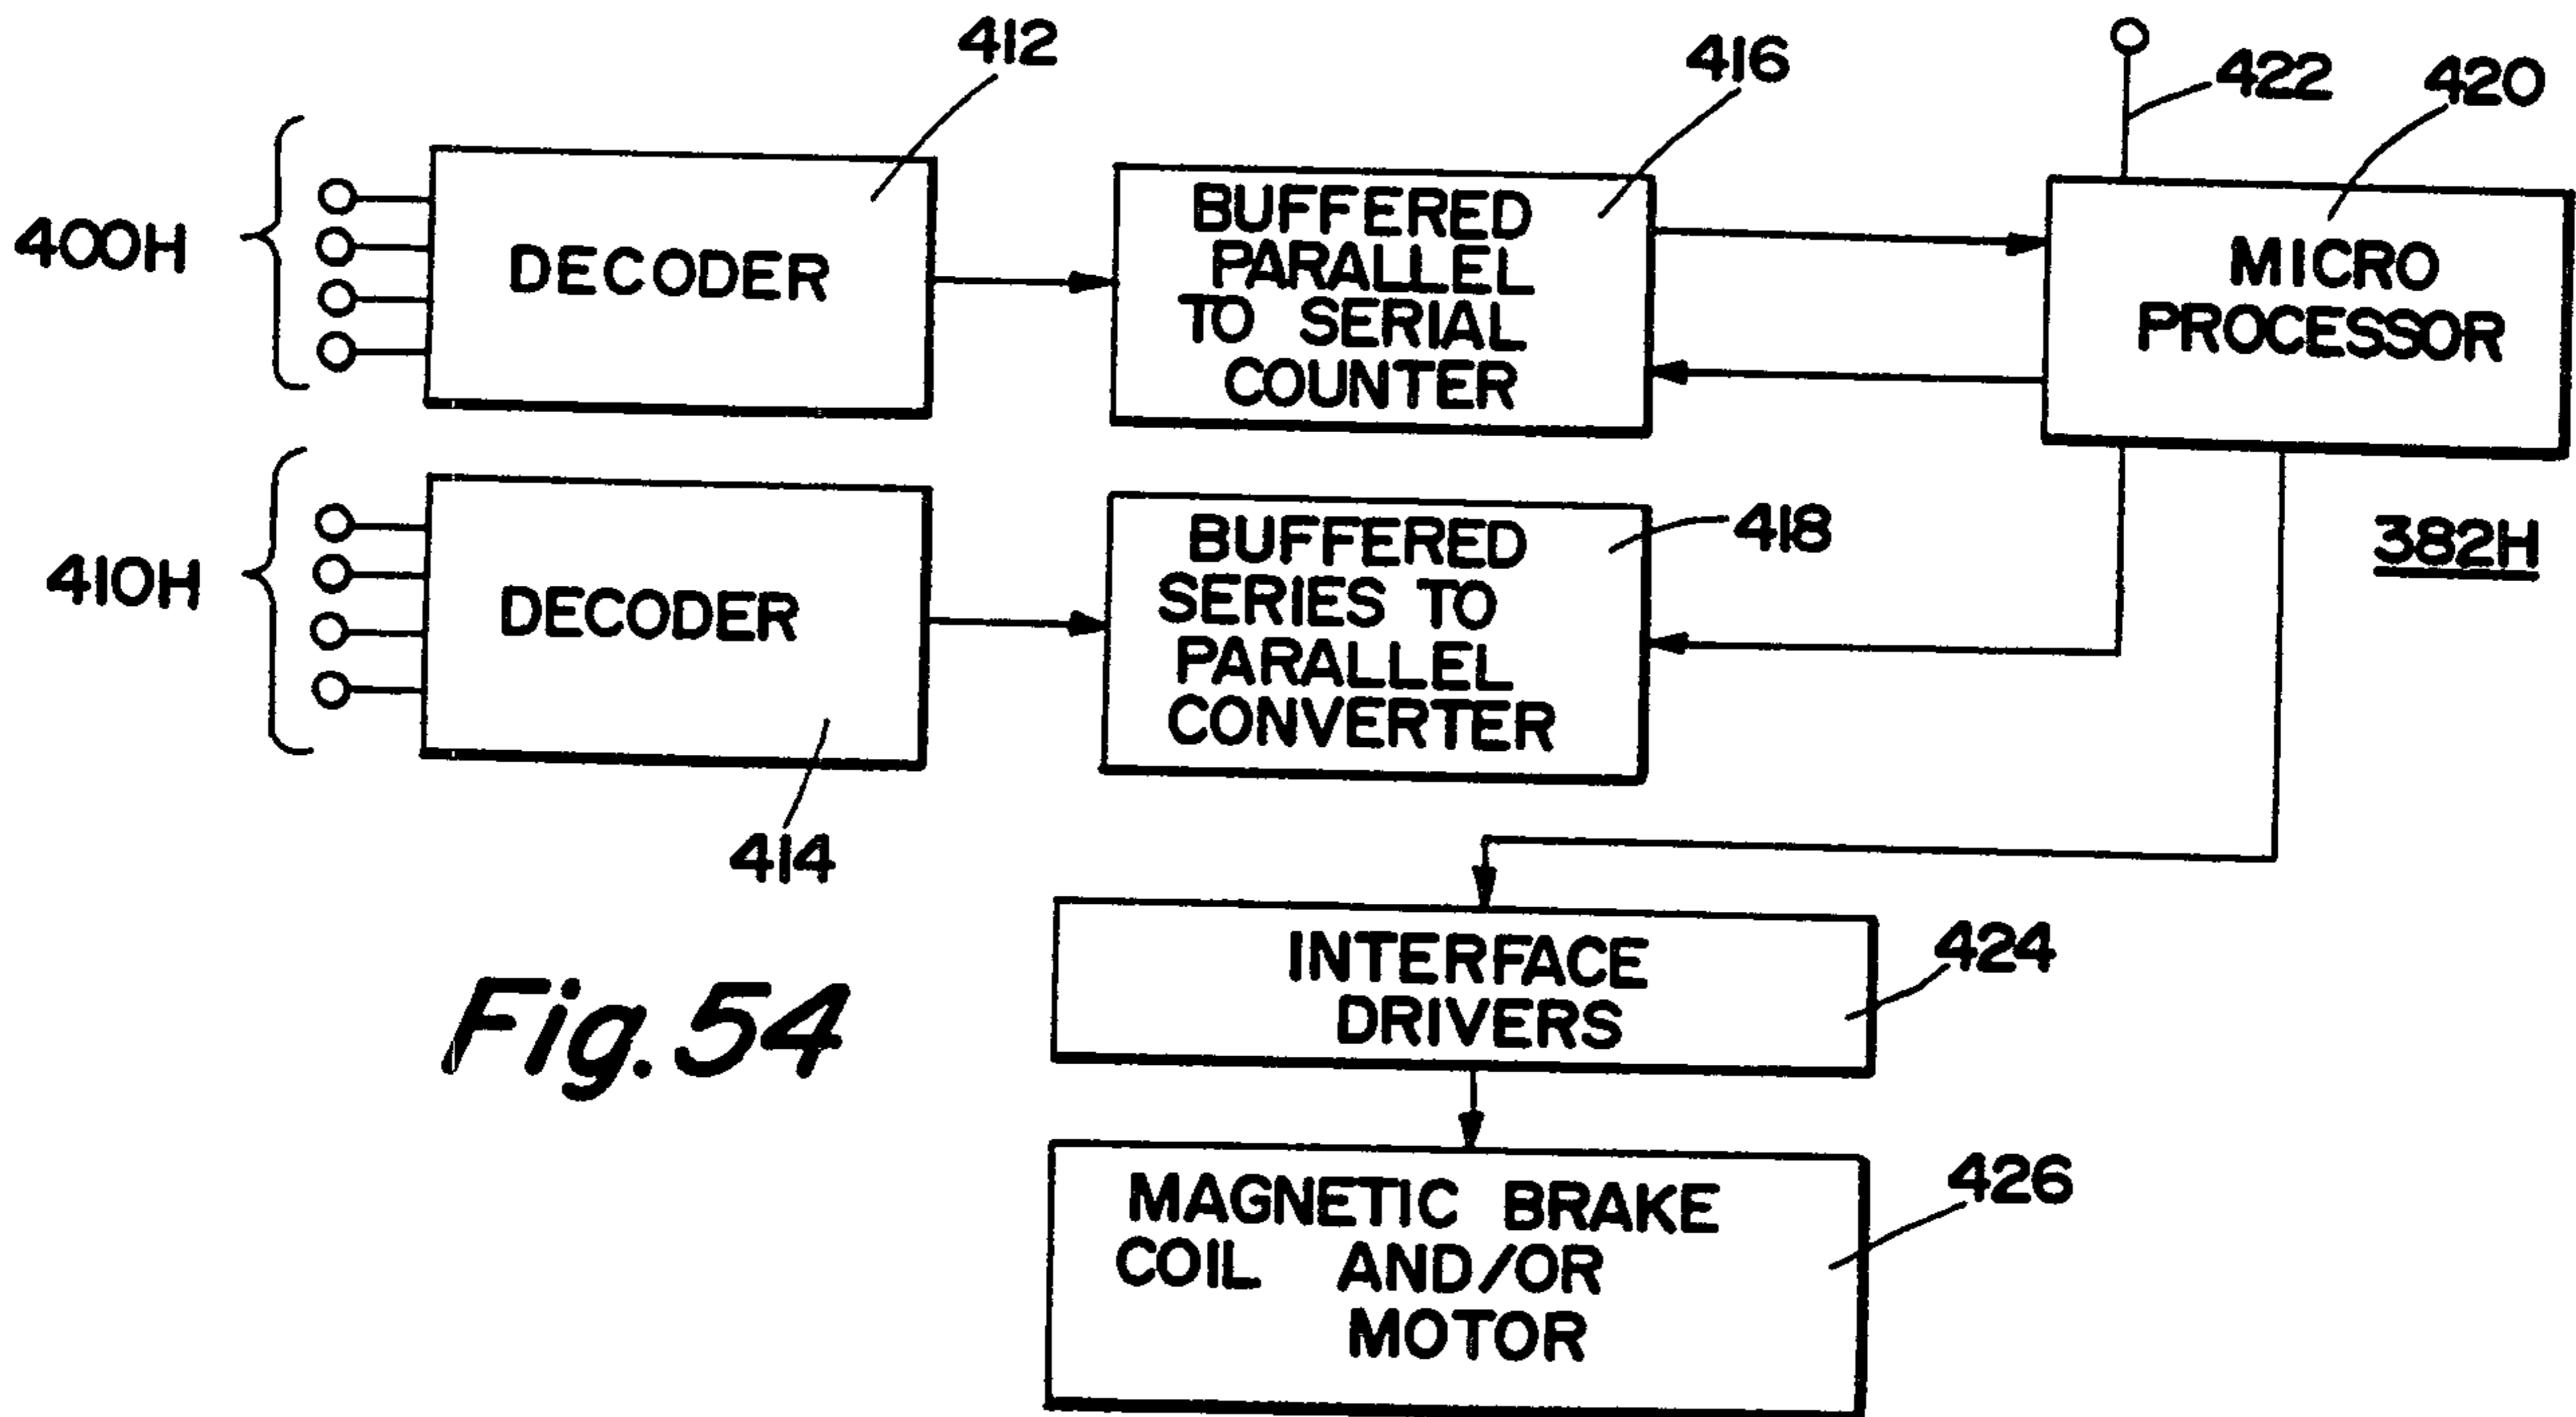 412
416
422
420
400H
DECODER
BUFFERED
PARALLEL
TO SERIAL
COUNTER
MICRO
PROCESSOR
410H
DECODER
414
BUFFERED
SERIES TO
PARALLEL
CONVERTER
418
382H
INTERFACE
DRIVERS
424
Fig. 54
MAGNETIC BRAKE
COIL AND/OR
MOTOR
426